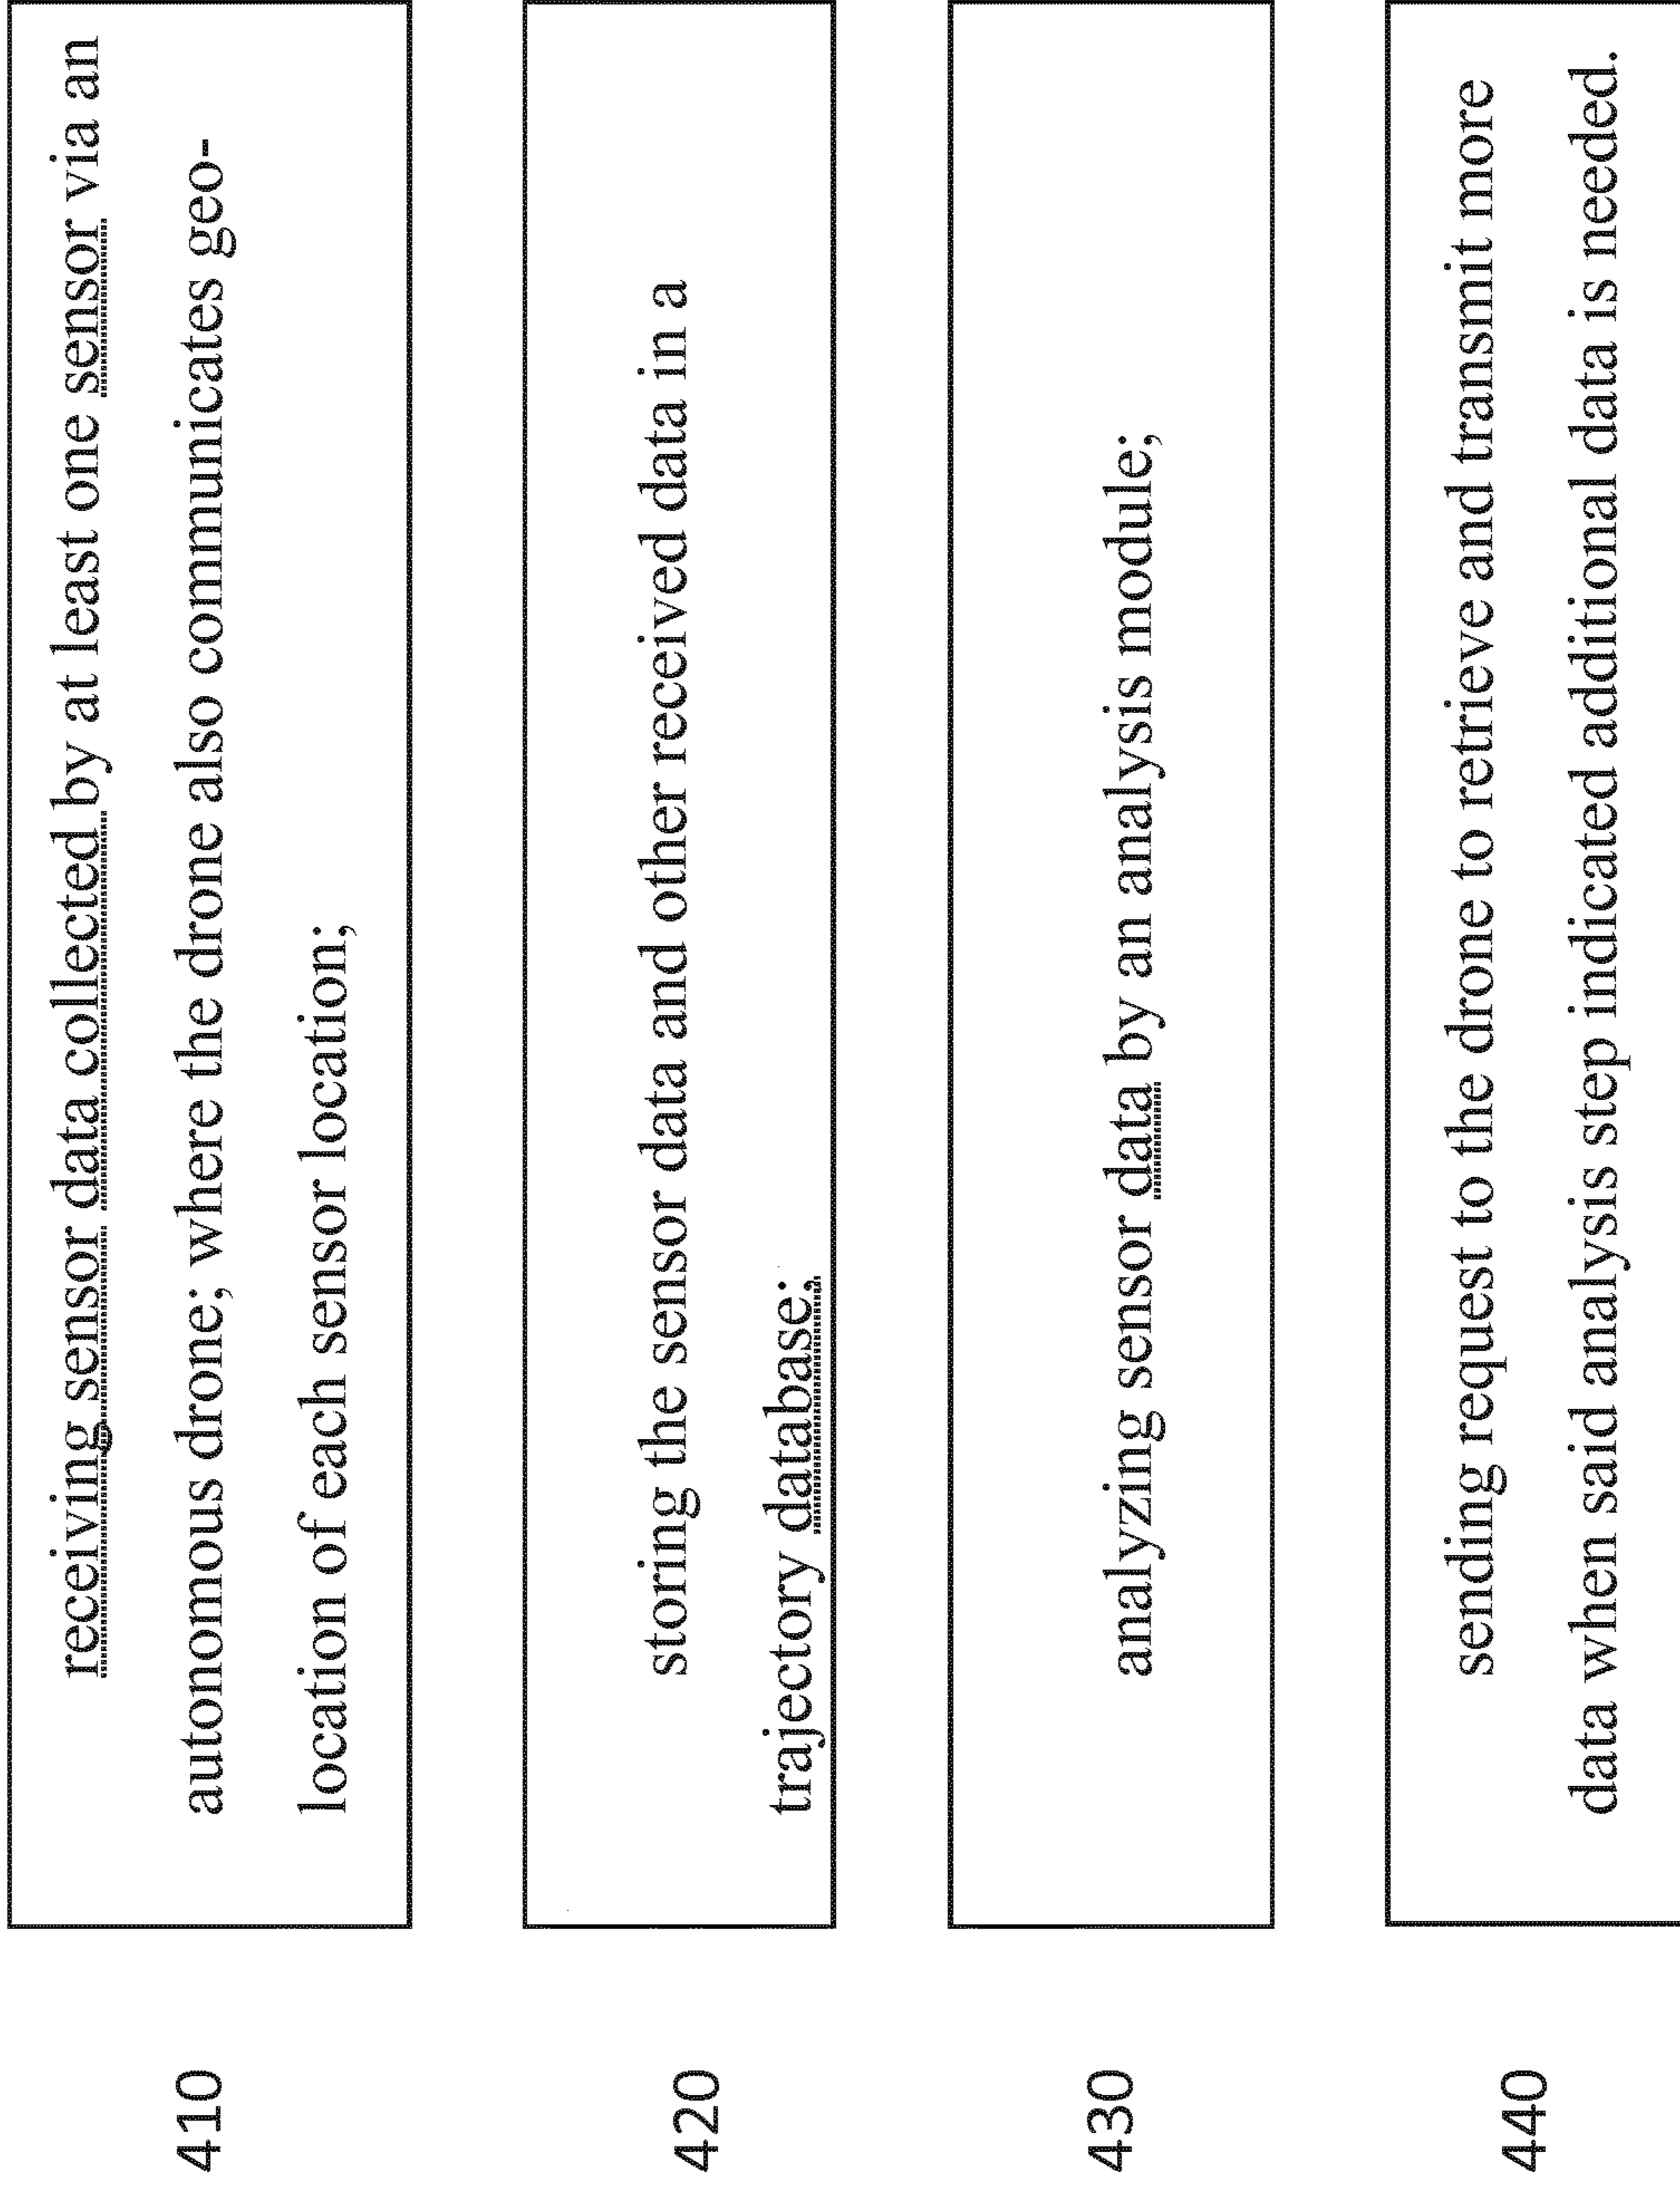 410
receiving sensor data collected by at least one sensor via an
autonomous drone; where the drone also communicates geo-
location of each sensor location;
420
storing the sensor data and other received data in a
trajectory database;
430
analyzing sensor data by an analysis module;
440
sending request to the drone to retrieve and transmit more
data when said analysis step indicated additional data is needed.